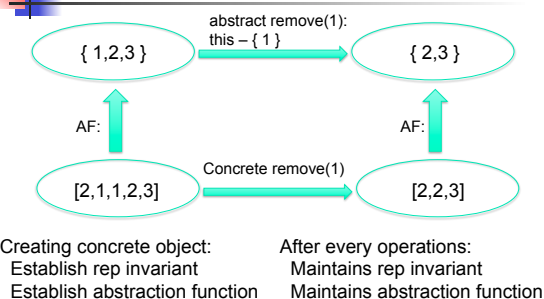 abstract remove(1):
this – { 1 }
{ 1,2,3 }
{ 2,3 }
AF:
AF:
Concrete remove(1)
[2,1,1,2,3]
[2,2,3]
Creating concrete object:
Establish rep invariant
Establish abstraction function
After every operations:
Maintains rep invariant
Maintains abstraction function